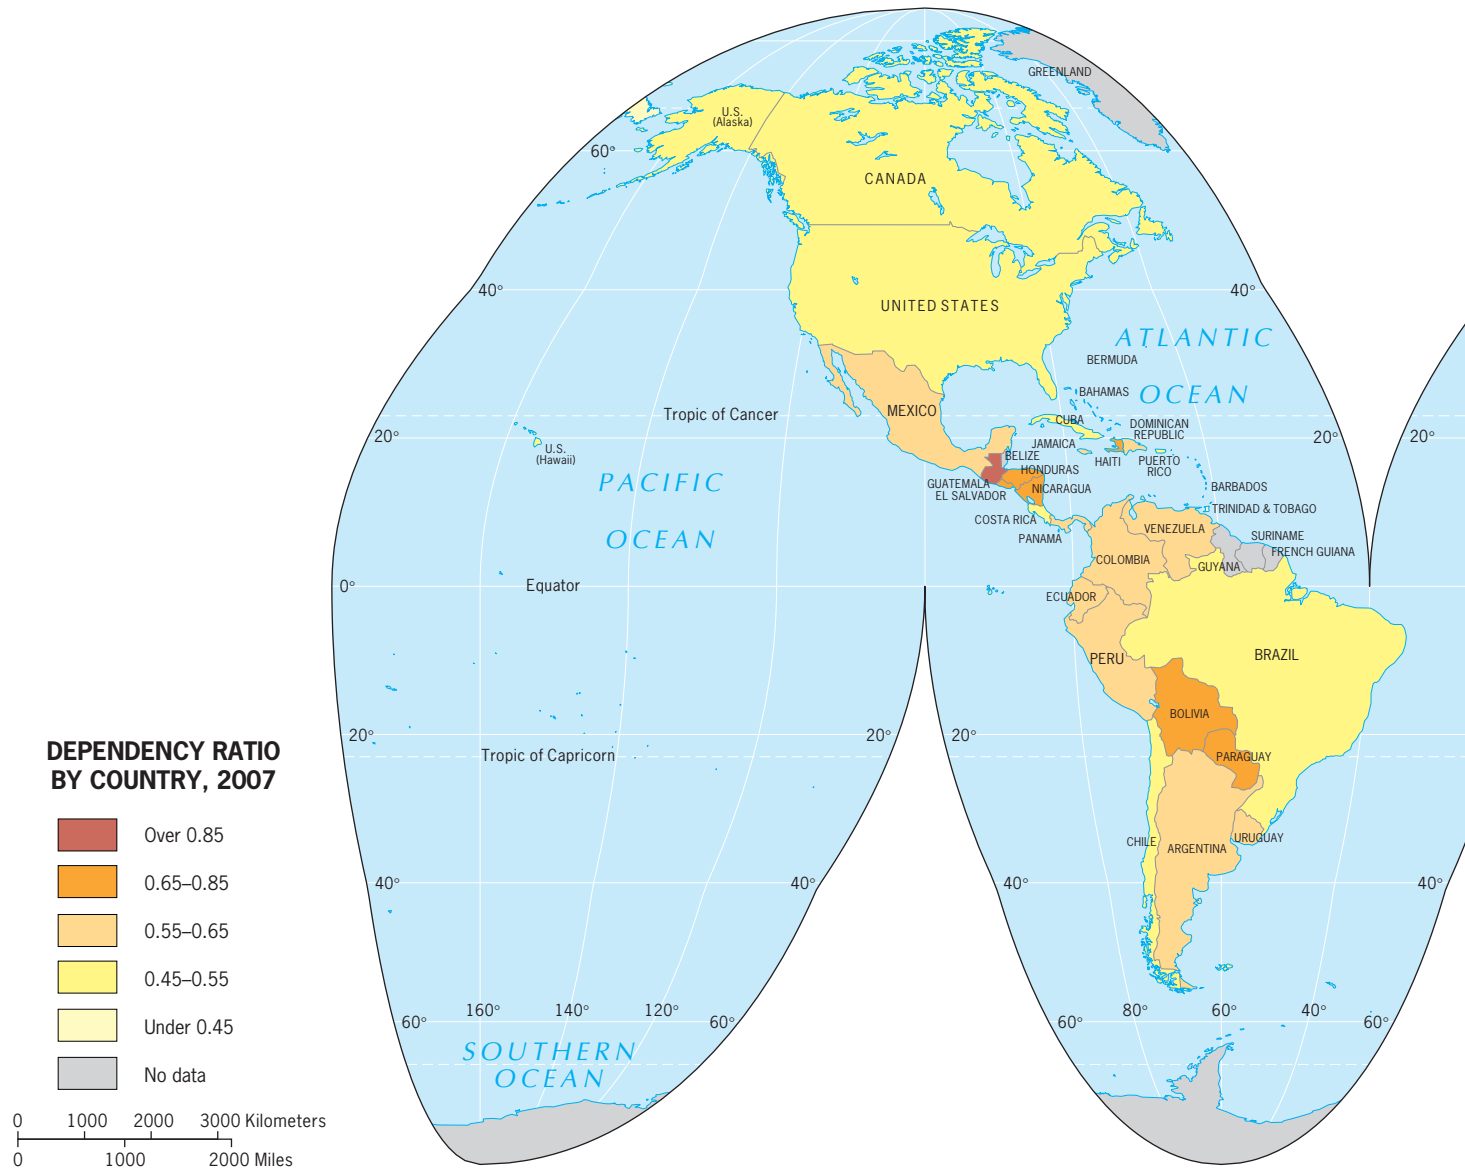 GREENLAND
U.S.
(Alaska)
60°
CANADA
40°
UNITED STATES
40°
ATLANTIC
OCEAN
BERMUDA
BAHAMAS
Tropic of Cancer
MEXICO
CUBA
DOMINICAN
REPUBLIC
20°
20°
20°
U.S.
(Hawaii)
JAMAICA
BELIZE
HAITI
PUERTO
RICO
HONDURAS
GUATEMALA
NICARAGUA
EL SALVADOR
BARBADOS
TRINIDAD & TOBAGO
COSTA RICA
PANAMA
VENEZUELA
SURINAME
FRENCH GUIANA
GUYANA
COLOMBIA
PACIFIC
OCEAN
0°
Equator
ECUADOR
PERU
BRAZIL
BOLIVIA
20°
20°
20°
Tropic of Capricorn
PARAGUAY
CHILE
ARGENTINA
URUGUAY
40°
40°
40°
40°
60°
160°
140°
120°
60°
60°
80°
60°
40°
60°
SOUTHERN
OCEAN
DEPENDENCY RATIO
BY COUNTRY, 2007
Over 0.85
0.65–0.85
0.55–0.65
0.45–0.55
Under 0.45
No data
0 1000 2000 3000 Kilometers
0 1000 2000 Miles